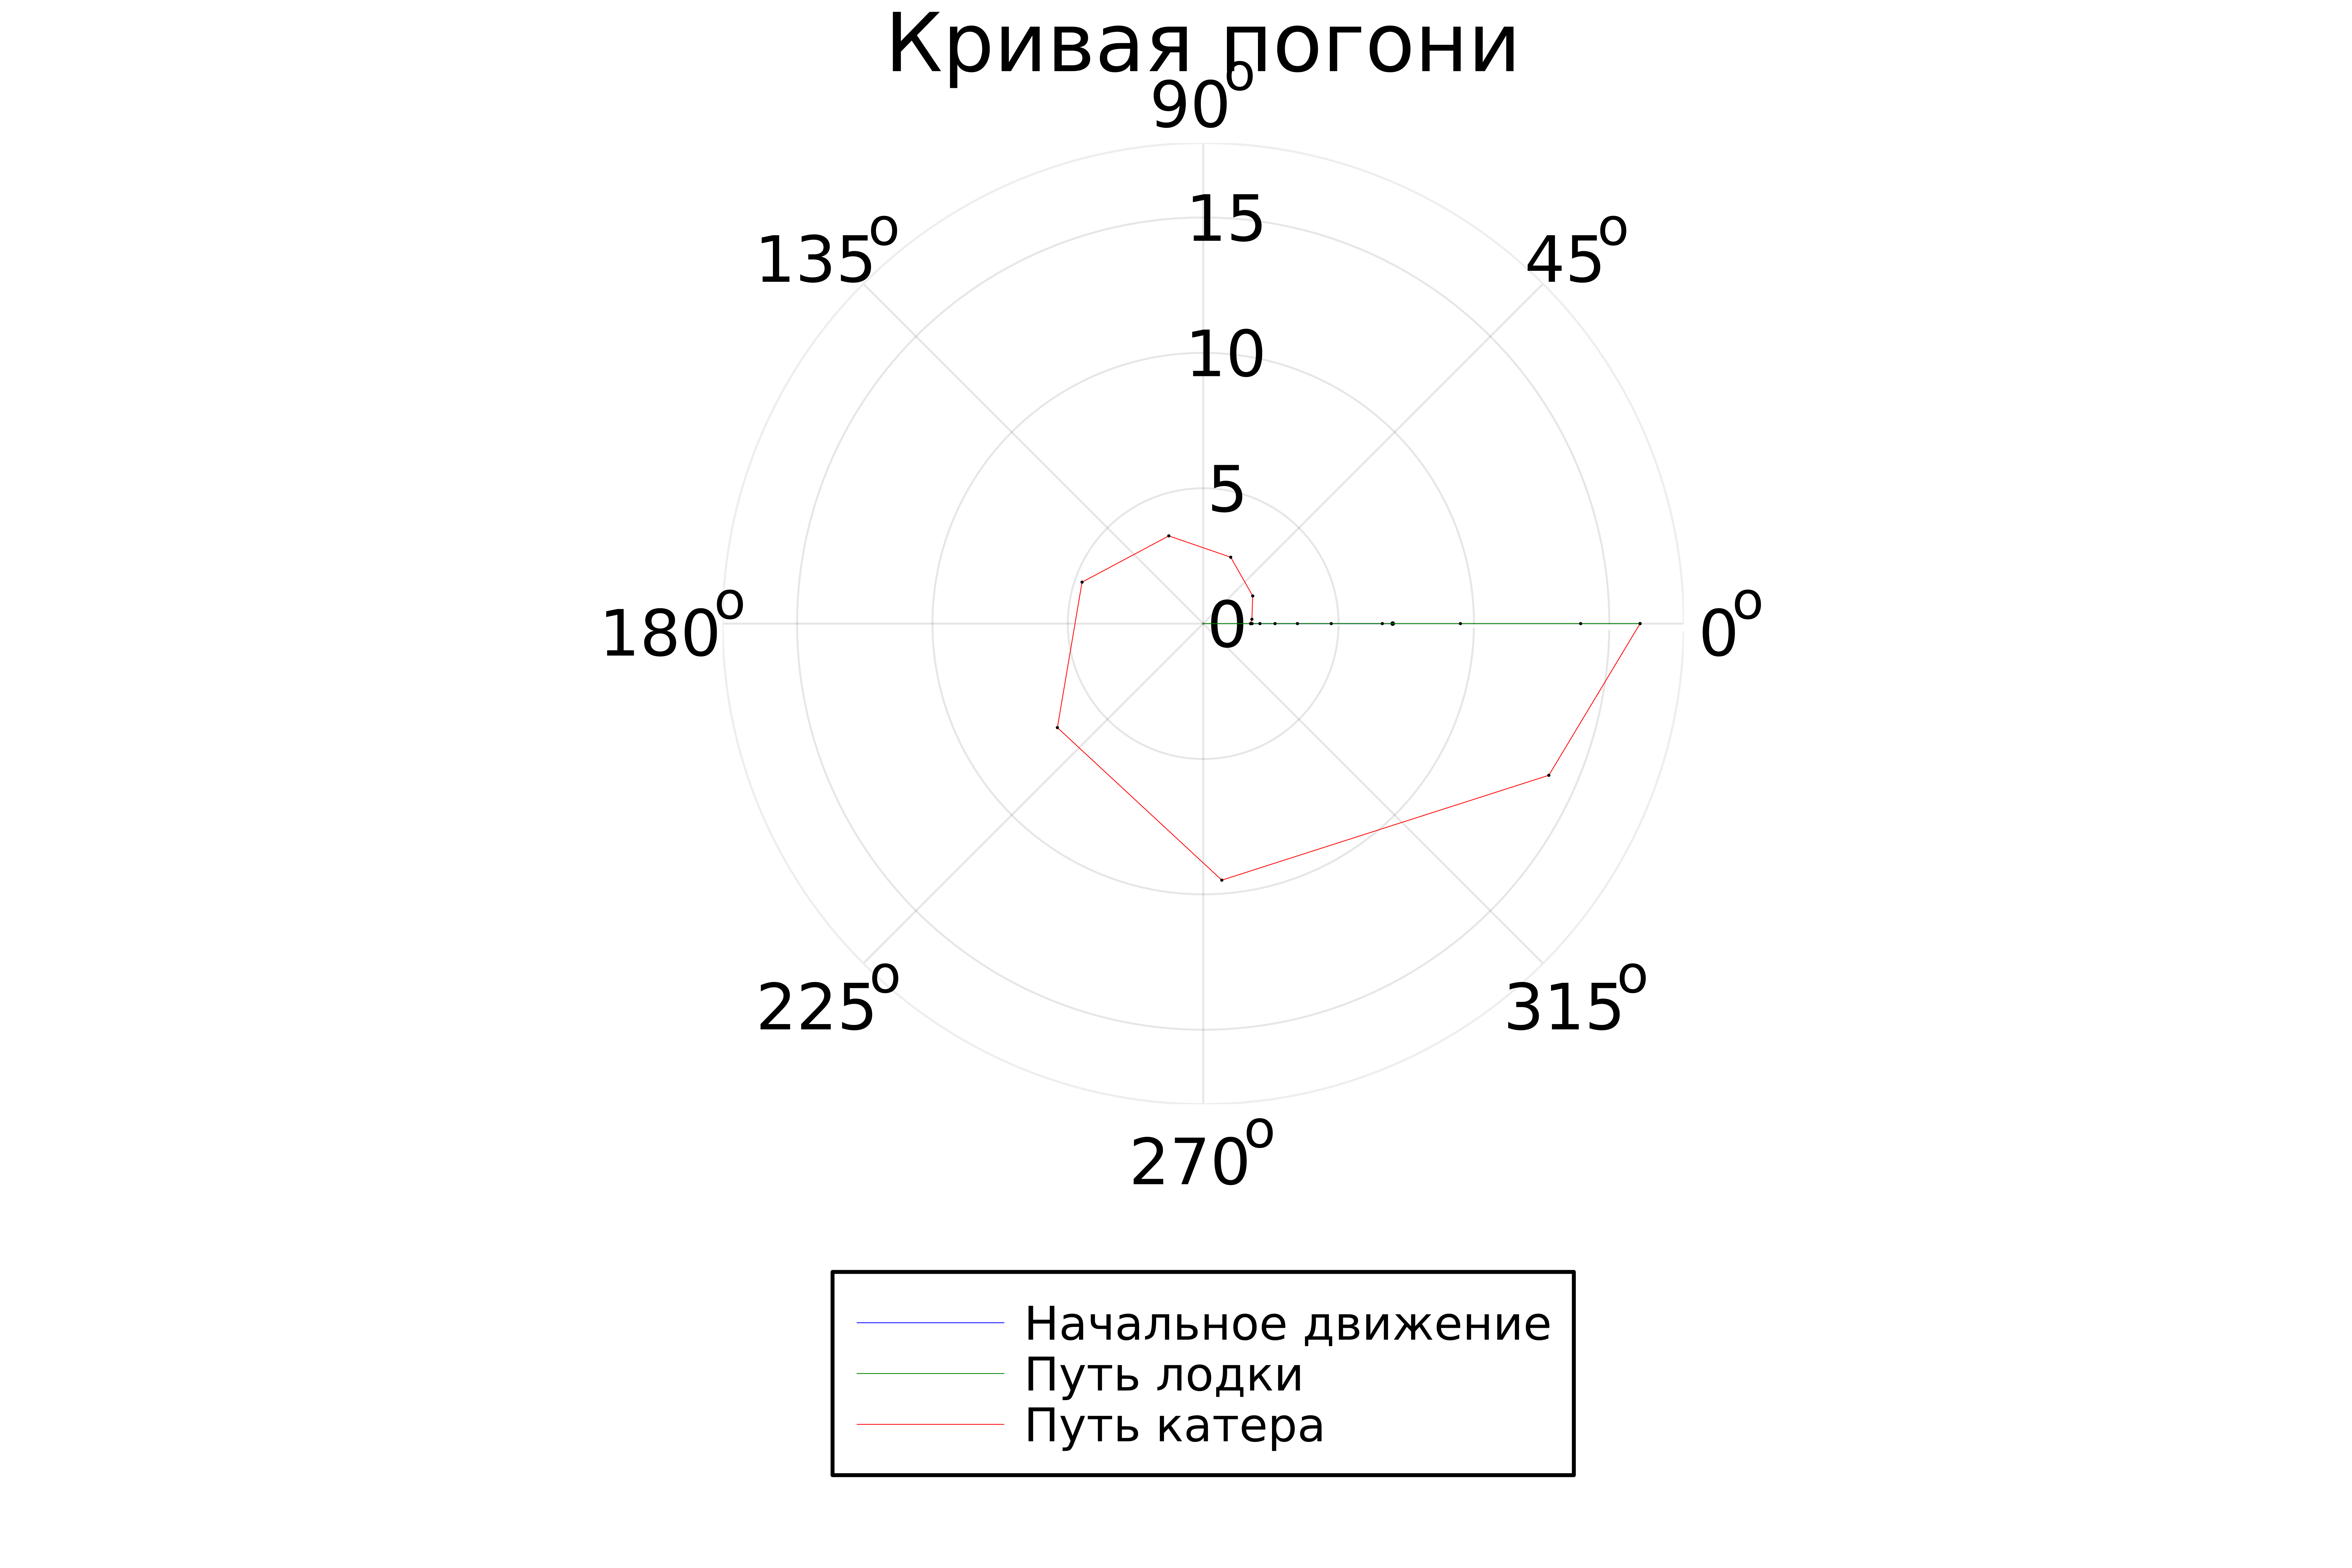 Кривая погони
90°
15
135° 45°
10
5
180° 0 0°
225° 315°
270°
Начальное движение
Путь лодки
Путь катера